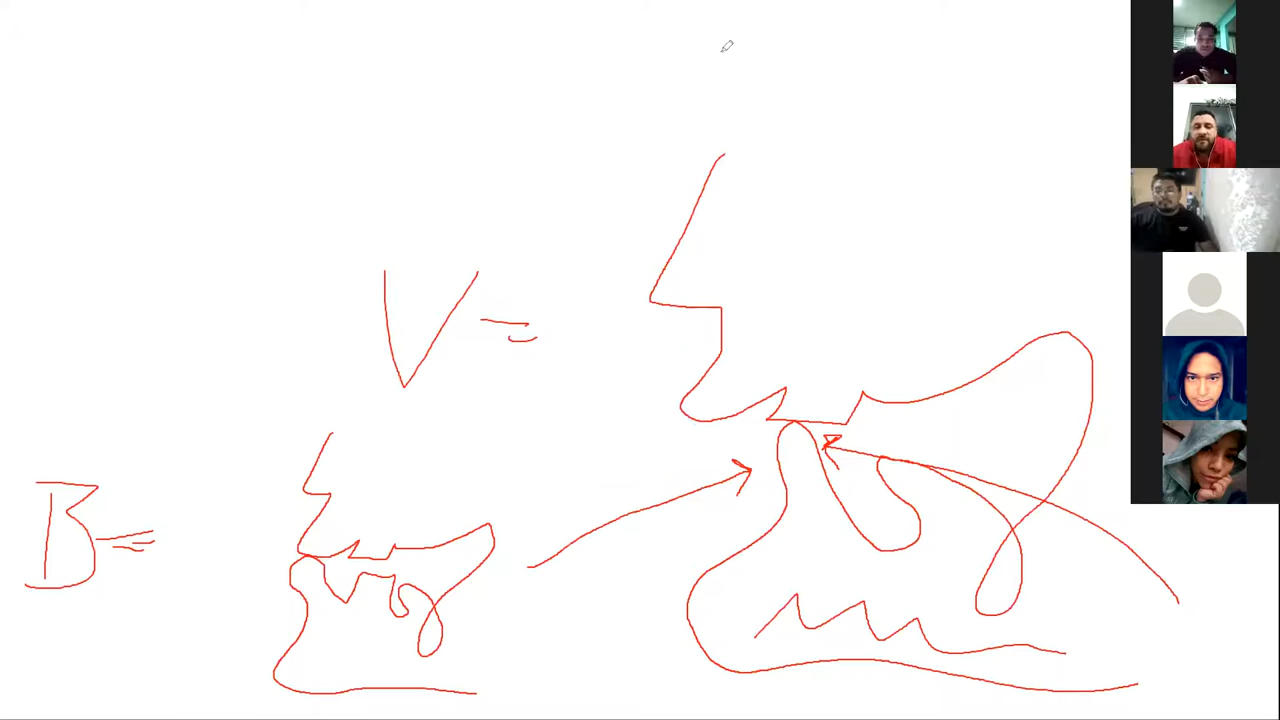 V =
B =